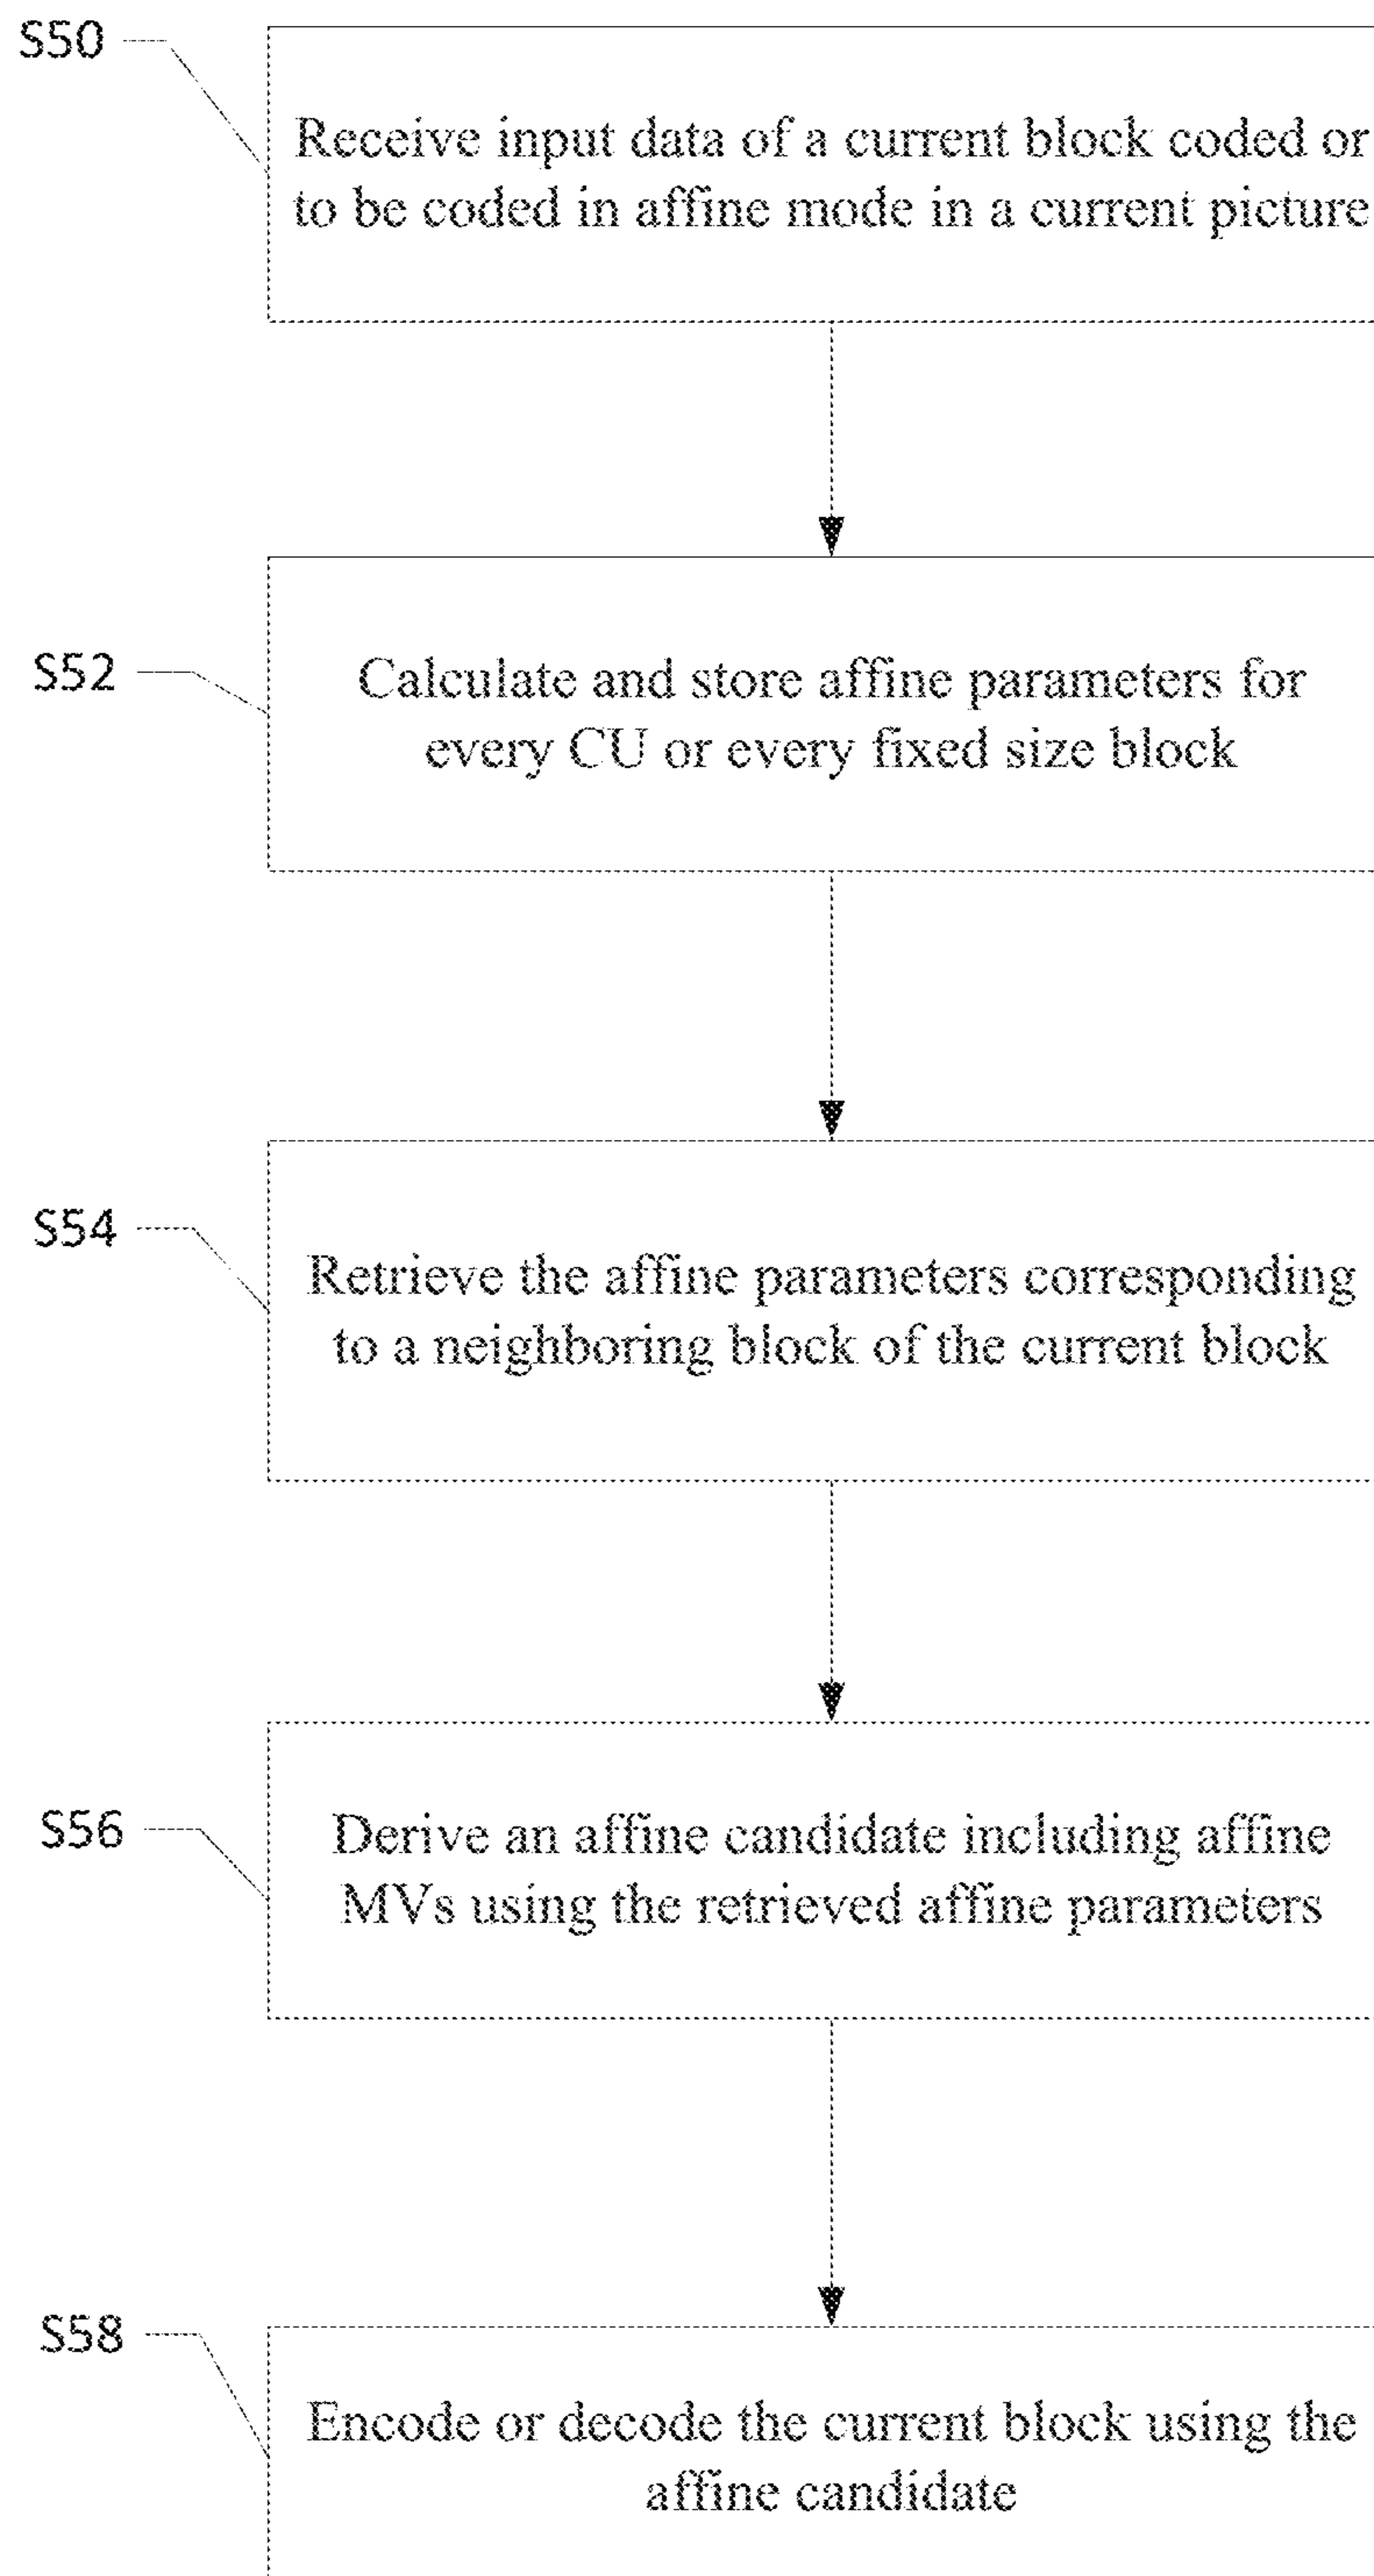 S50
Receive input data of a current block coded or
to be coded in affine mode in a current picture
S52
Calculate and store affine parameters for
every CU or every fixed size block
S54
Retrieve the affine parameters corresponding
to a neighboring block of the current block
S56
Derive an affine candidate including affine
MVs using the retrieved affine parameters
S58
Encode or decode the current block using the
affine candidate